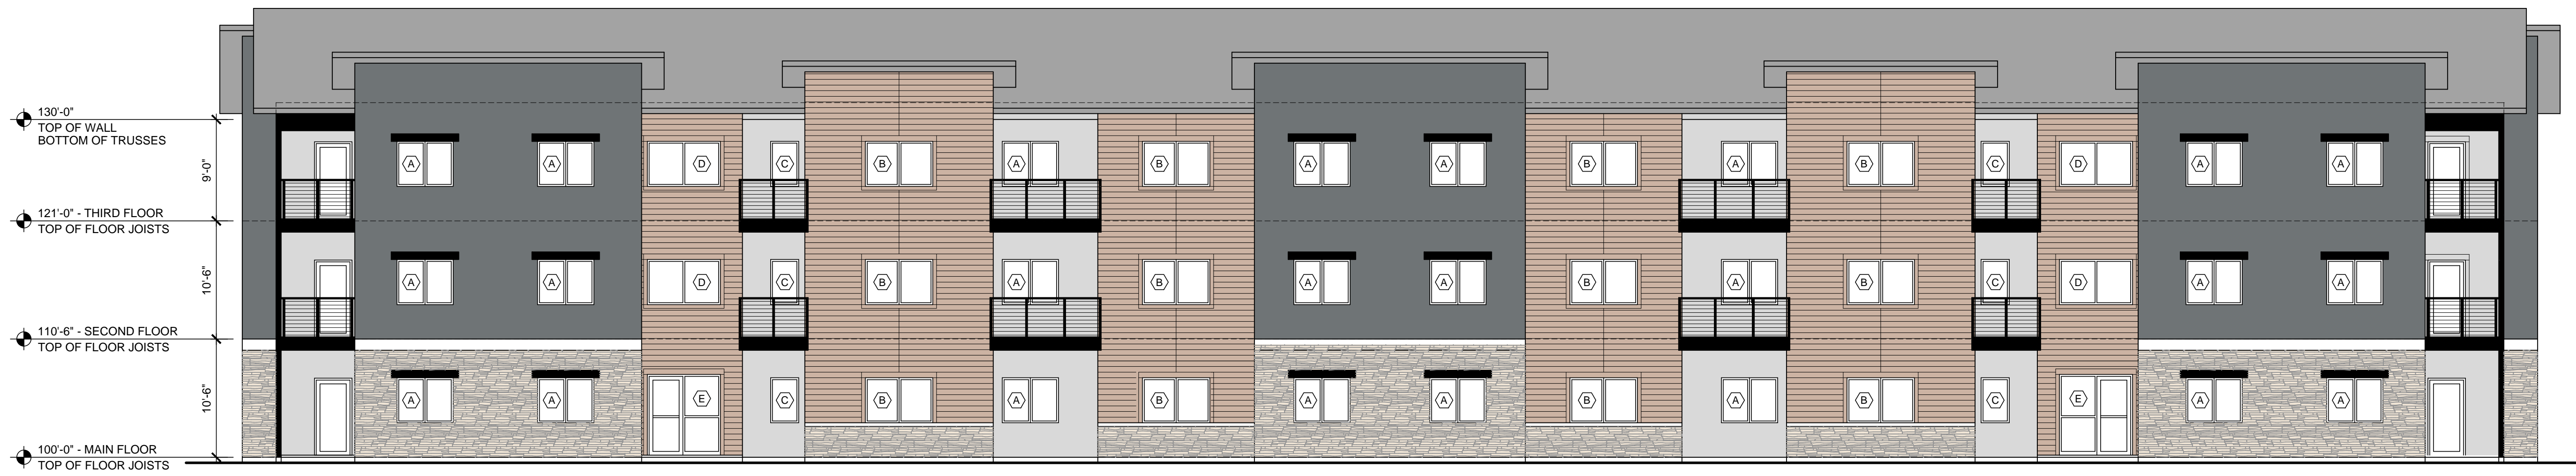 130'-0"
TOP OF WALL
BOTTOM OF TRUSSES
9'-0"
A A D C B A B A A B A B C D A A
121'-0" - THIRD FLOOR
TOP OF FLOOR JOISTS
10'-6"
A A D C B A B A A B A B C D A A
110'-6" - SECOND FLOOR
TOP OF FLOOR JOISTS
10'-6"
A A E C B A B A A B A B C E A A
100'-0" - MAIN FLOOR
TOP OF FLOOR JOISTS